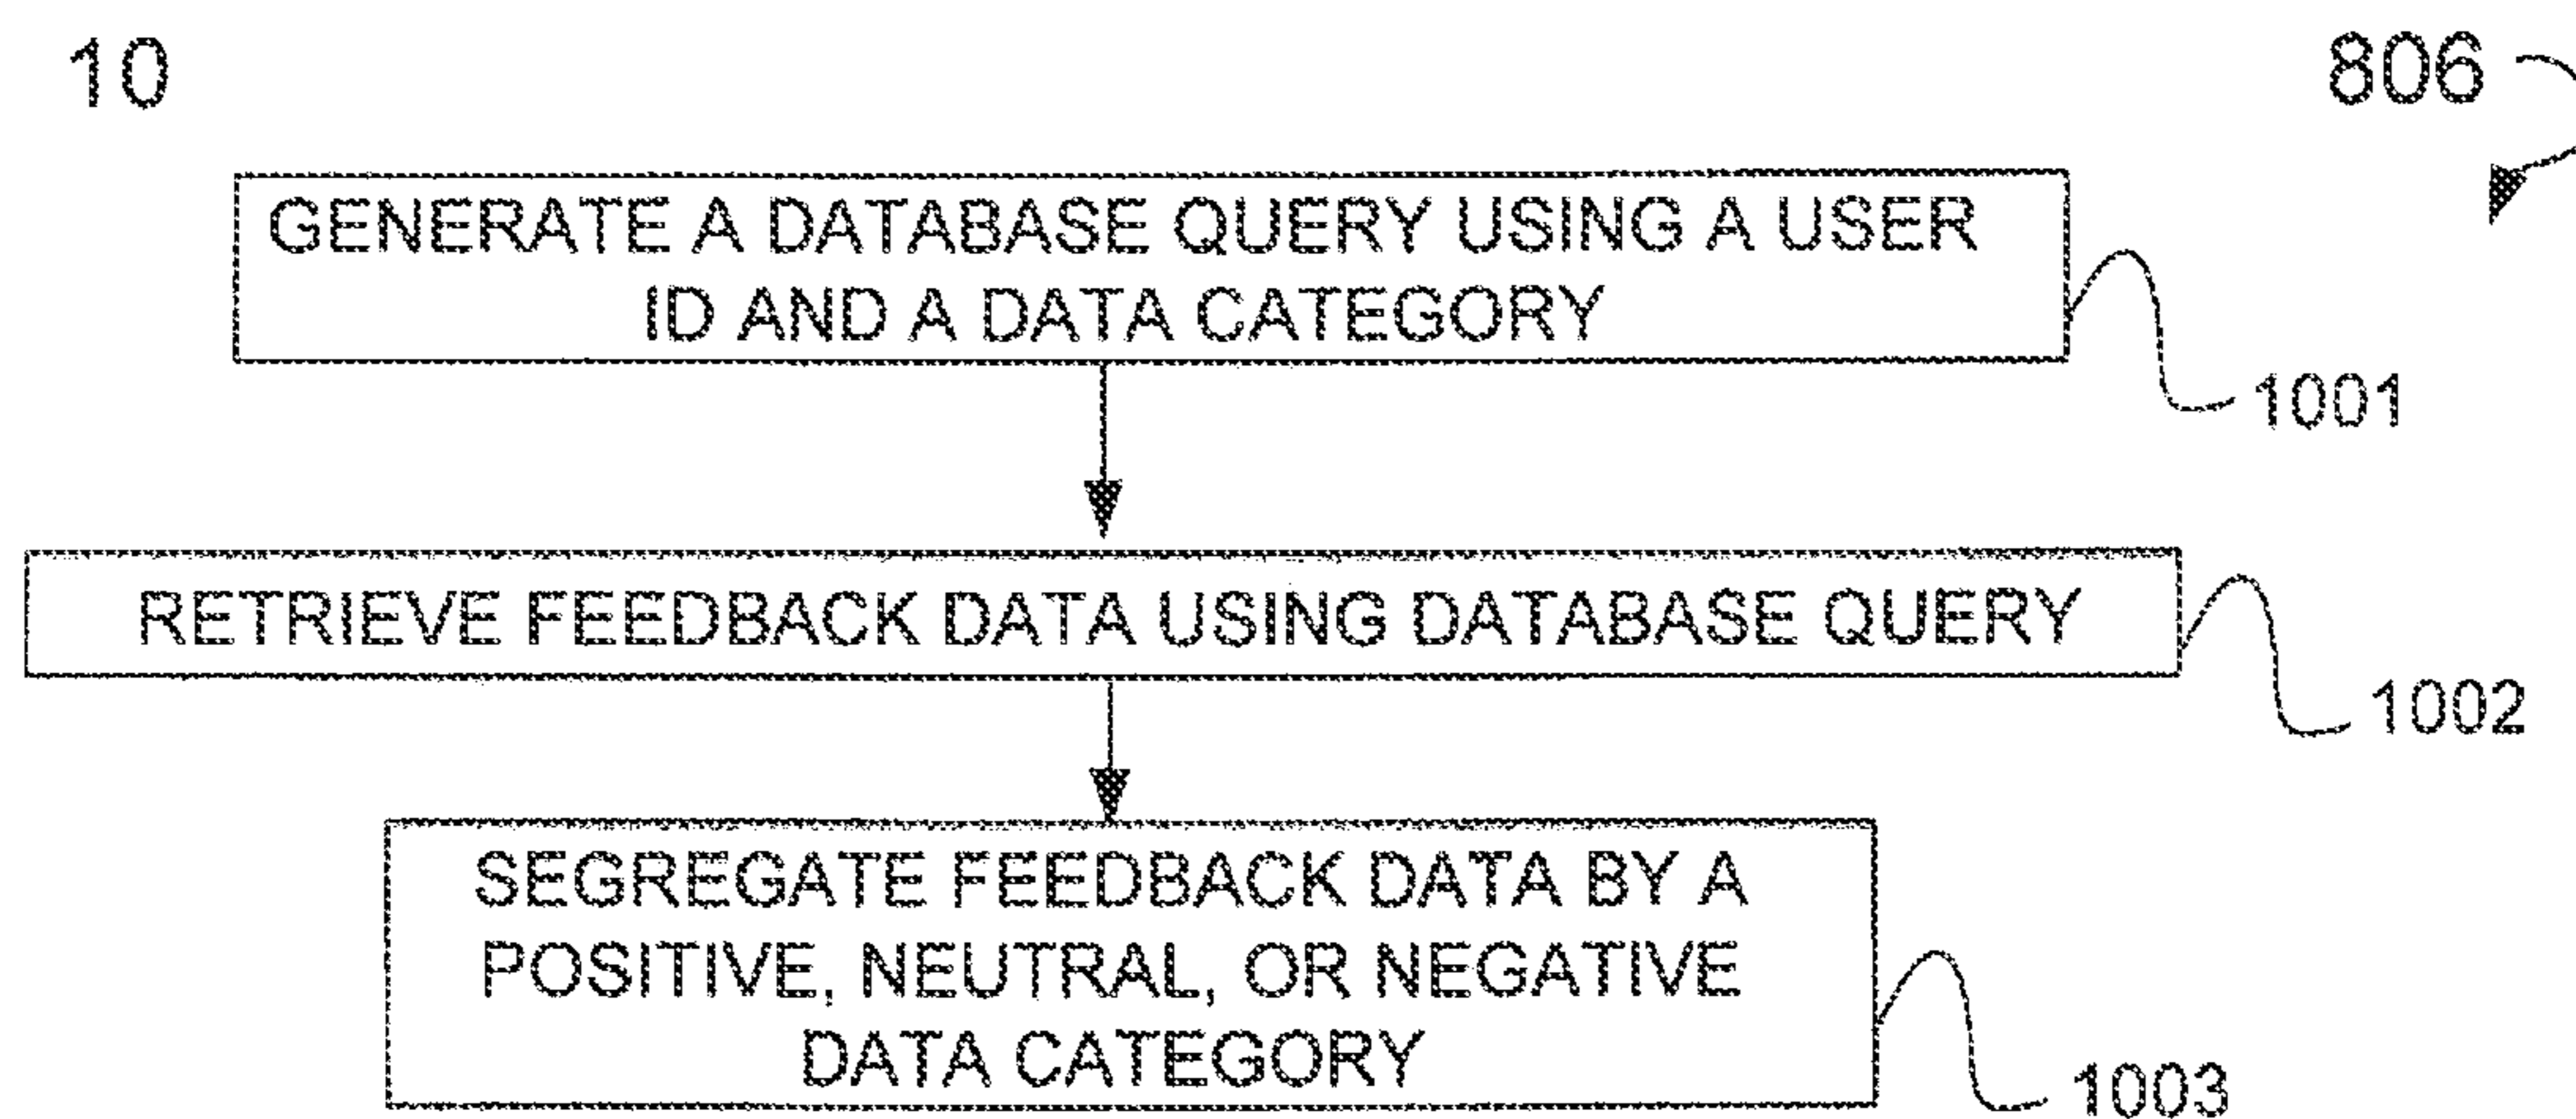 10
806
GENERATE A DATABASE QUERY USING A USER
ID AND A DATA CATEGORY
1001
RETRIEVE FEEDBACK DATA USING DATABASE QUERY
1002
SEGREGATE FEEDBACK DATA BY A
POSITIVE, NEUTRAL, OR NEGATIVE
DATA CATEGORY
1003